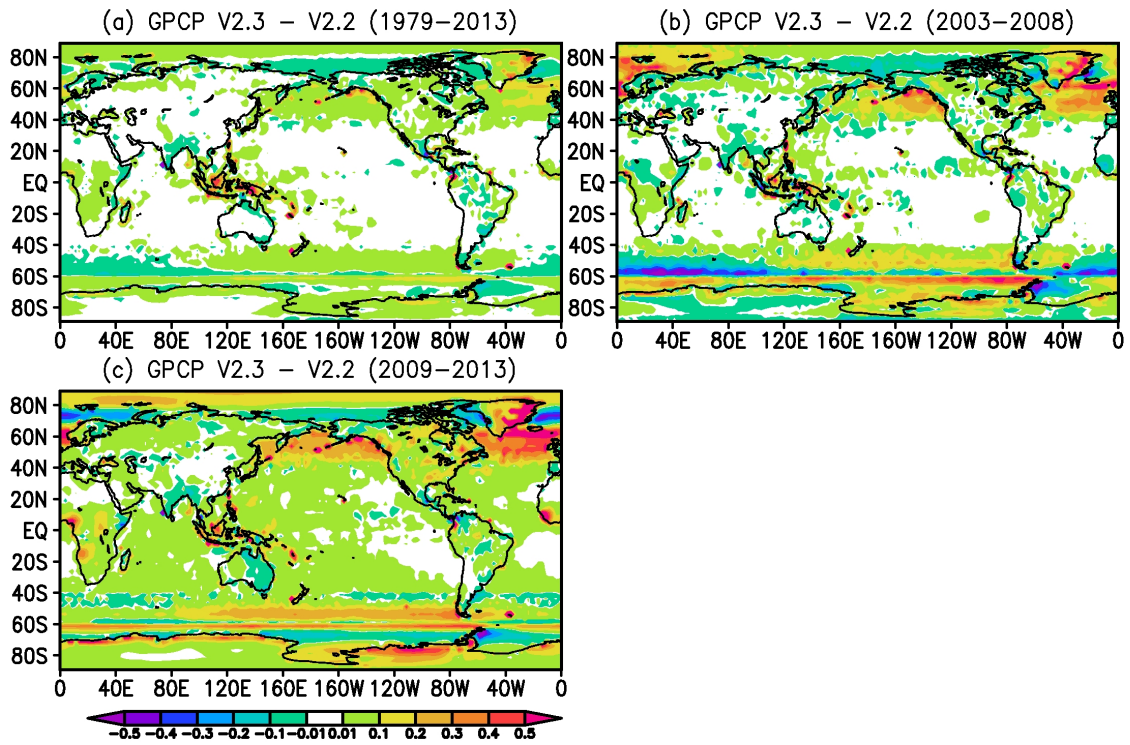 (a) GPCP V2.3 − V2.2 (1979−2013)
80N
60N
40N
20N
EQ
20S
40S
60S
80S
0 40E 80E 120E 160E 160W 120W 80W 40W 0
(b) GPCP V2.3 − V2.2 (2003−2008)
80N
60N
40N
20N
EQ
20S
40S
60S
80S
0 40E 80E 120E 160E 160W 120W 80W 40W 0
(c) GPCP V2.3 − V2.2 (2009−2013)
80N
60N
40N
20N
EQ
20S
40S
60S
80S
0 40E 80E 120E 160E 160W 120W 80W 40W 0
−0.5 −0.4 −0.3 −0.2 −0.1 −0.01 0.01 0.1 0.2 0.3 0.4 0.5